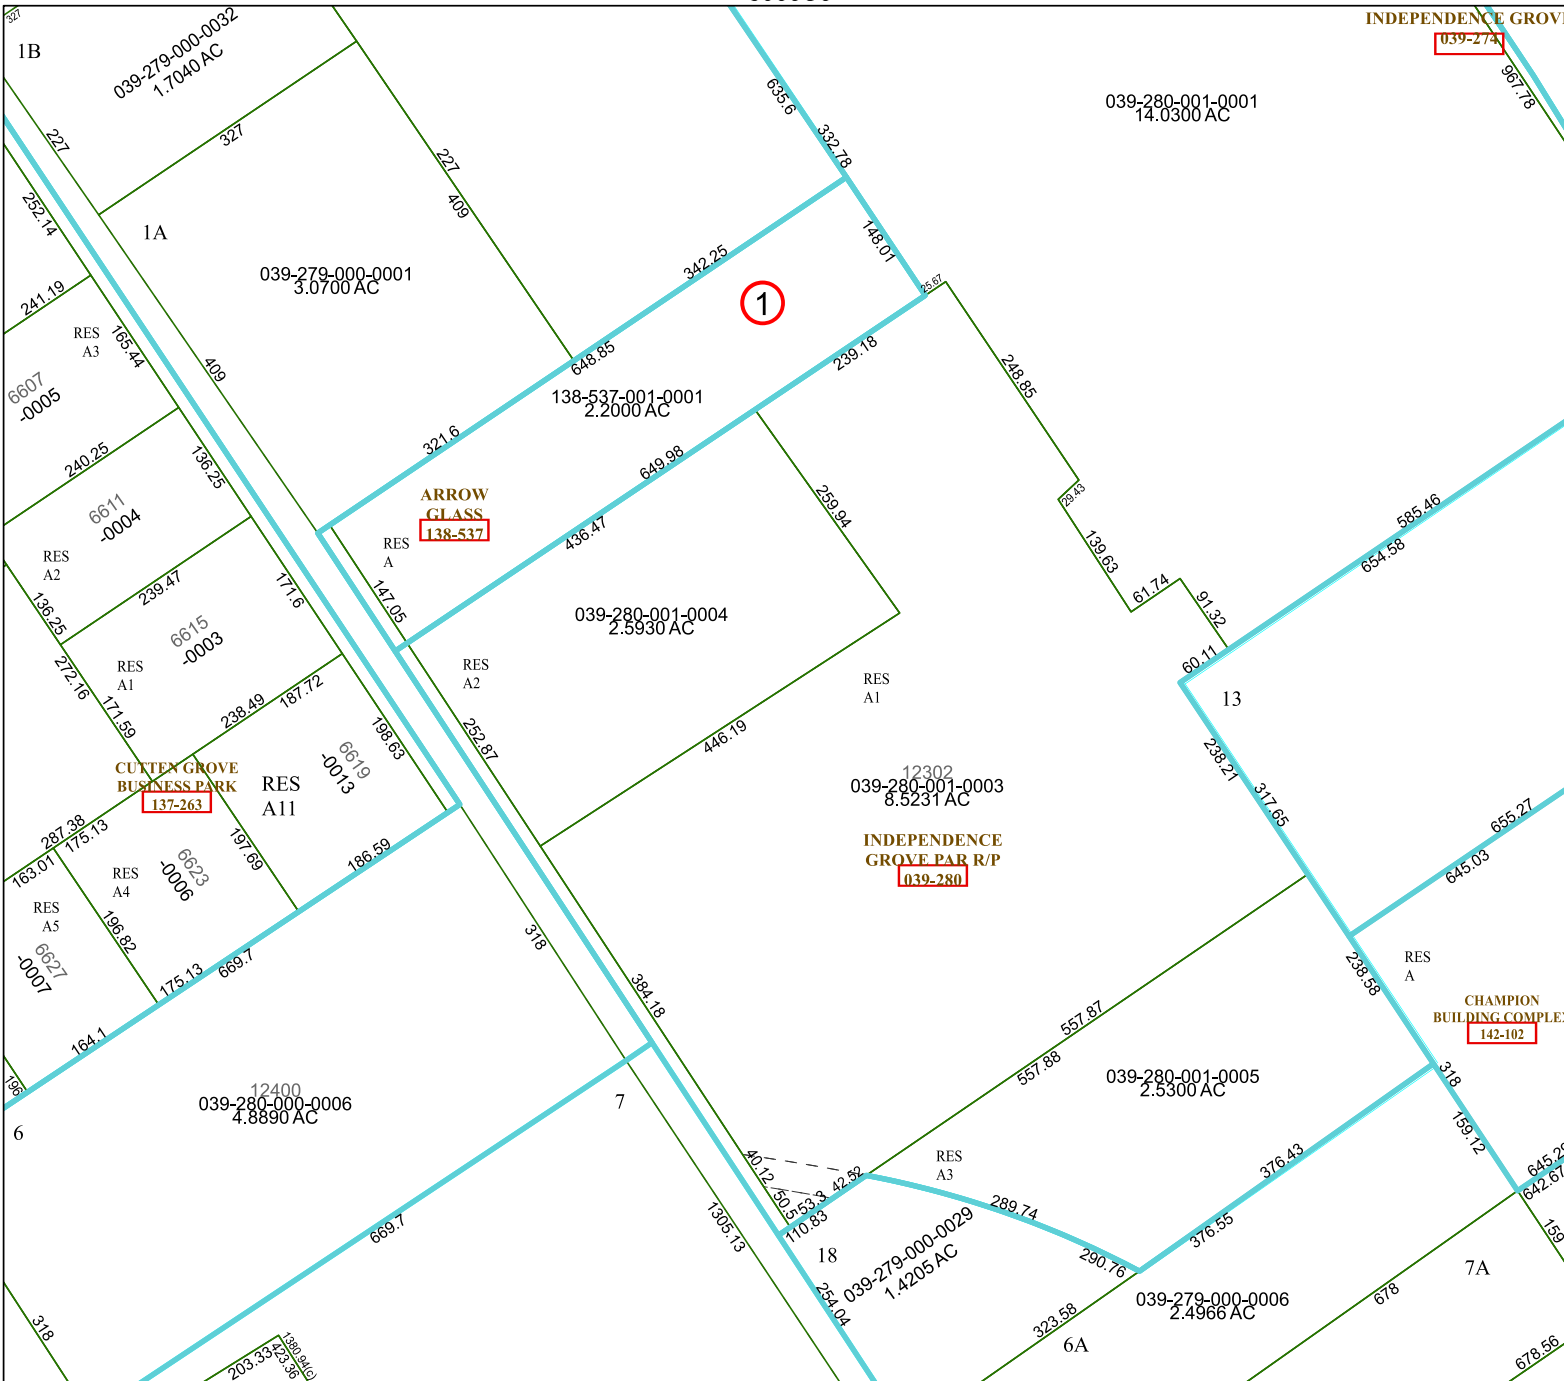 327
1B
039-279-000-0032
1.7040 AC
INDEPENDENCE GROVE
039-274
967.78
635.6
332.78
039-280-001-0001
14.0300 AC
227
327
227
409
252.14
1A
148.01
342.25
039-279-000-0001
3.0700 AC
241.19
25.67
1
RES
A3
165.44
409
648.85
239.18
248.85
6607
-0005
138-537-001-0001
2.2000 AC
321.6
240.25
136.25
649.98
259.94
29.43
ARROW
GLASS
138-537
585.46
654.58
6611
-0004
436.47
139.63
RES
A
RES
A2
239.47
171.6
147.05
61.74
91.32
136.25
6615
-0003
039-280-001-0004
2.5930 AC
60.11
RES
A1
RES
A2
RES
A1
13
272.16
171.59
238.49
187.72
198.63
252.87
446.19
238.21
317.65
CUTTEN GROVE
BUSINESS PARK
137-263
RES
A11
6619
-0013
12302
039-280-001-0003
8.5231 AC
655.27
287.38
175.13
163.01
197.69
186.59
INDEPENDENCE
GROVE PAR R/P
039-280
645.03
RES
A4
6623
-0006
RES
A5
196.82
318
238.58
RES
A
6627
-0007
175.13
669.7
384.18
CHAMPION
BUILDING COMPLEX
142-102
164.1
557.87
557.88
196
12400
039-280-000-0006
4.8890 AC
039-280-001-0005
2.5300 AC
318
7
6
159.12
RES
A3
376.43
40.12
42.52
645.29
642.67
50.5
53.3
110.83
289.74
669.7
1305.13
376.55
159
18
039-279-000-0029
1.4205 AC
290.76
7A
254.04
039-279-000-0006
2.4966 AC
678
318
323.58
6A
203.33
1380.94(c)
423.36
678.56